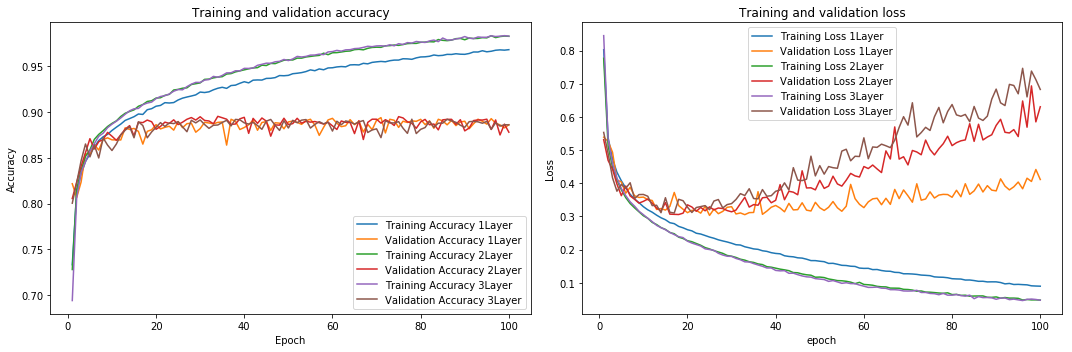 Training and validation accuracy
Accuracy
0.95
0.90
0.85
0.80
0.75
0.70
Training Accuracy 1Layer
Validation Accuracy 1Layer
Training Accuracy 2Layer
Validation Accuracy 2Layer
Training Accuracy 3Layer
Validation Accuracy 3Layer
0
20
40
60
80
100
Epoch
Training and validation loss
Loss
0.8
0.7
0.6
0.5
0.4
0.3
0.2
0.1
Training Loss 1Layer
Validation Loss 1Layer
Training Loss 2Layer
Validation Loss 2Layer
Training Loss 3Layer
Validation Loss 3Layer
0
20
40
60
80
100
epoch